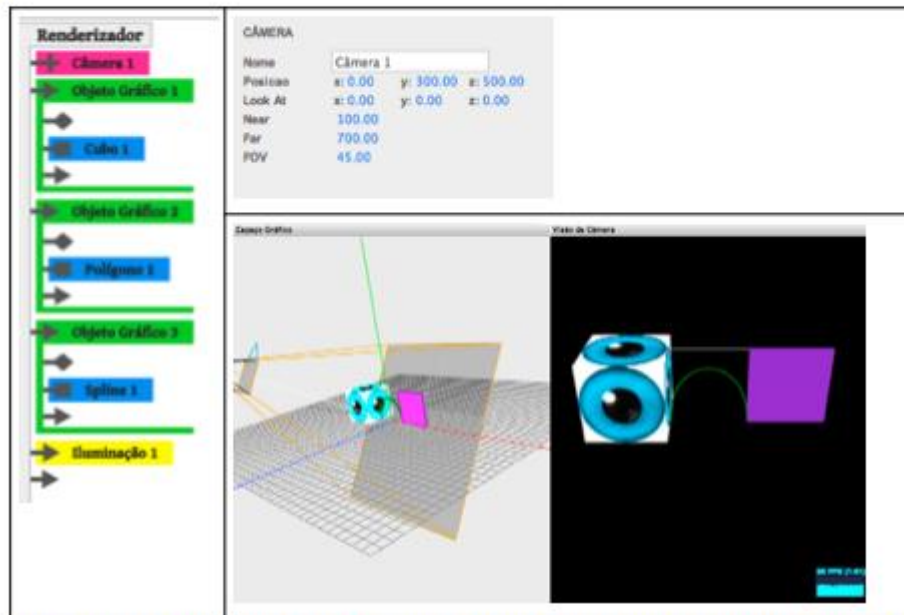 Renderizador
Câmera 1
Objeto Gráfico 1
Cubo 1
Objeto Gráfico 2
Polígono 1
Objeto Gráfico 3
Spline 1
Iluminação 1
CÂMERA
Nome Câmera 1
Posicao x: 0.00 y: 300.00 z: 500.00
Look At x: 0.00 y: 0.00 z: 0.00
Near 100.00
Far 700.00
FOV 45.00
Espaço Gráfico
Visão da Câmera